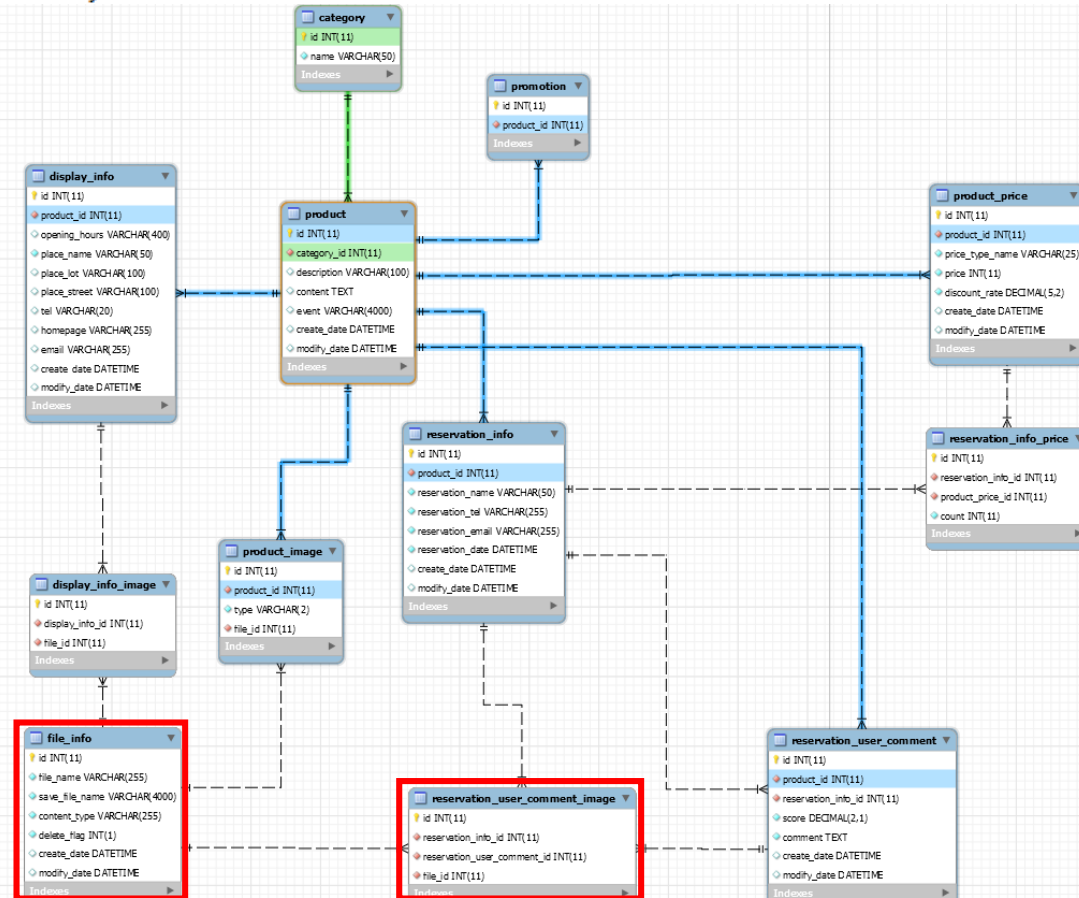 category
id INT(11)
name VARCHAR(50)
Indexes
promotion
id INT(11)
product_id INT(11)
Indexes
display_info
id INT(11)
product_id INT(11)
opening_hours VARCHAR(400)
place_name VARCHAR(50)
place_lot VARCHAR(100)
place_street VARCHAR(100)
tel VARCHAR(20)
homepage VARCHAR(255)
email VARCHAR(255)
create_date DATETIME
modify_date DATETIME
Indexes
product
id INT(11)
category_id INT(11)
description VARCHAR(100)
content TEXT
event VARCHAR(4000)
create_date DATETIME
modify_date DATETIME
Indexes
product_price
id INT(11)
product_id INT(11)
price_type_name VARCHAR(25)
price INT(11)
discount_rate DECIMAL(5,2)
create_date DATETIME
modify_date DATETIME
Indexes
reservation_info
id INT(11)
product_id INT(11)
reservation_name VARCHAR(50)
reservation_tel VARCHAR(255)
reservation_email VARCHAR(255)
reservation_date DATETIME
create_date DATETIME
modify_date DATETIME
Indexes
reservation_info_price
id INT(11)
reservation_info_id INT(11)
product_price_id INT(11)
count INT(11)
Indexes
product_image
id INT(11)
product_id INT(11)
type VARCHAR(2)
file_id INT(11)
Indexes
display_info_image
id INT(11)
display_info_id INT(11)
file_id INT(11)
Indexes
file_info
id INT(11)
file_name VARCHAR(255)
save_file_name VARCHAR(4000)
content_type VARCHAR(255)
delete_flag INT(1)
create_date DATETIME
modify_date DATETIME
Indexes
reservation_user_comment_image
id INT(11)
reservation_info_id INT(11)
reservation_user_comment_id INT(11)
file_id INT(11)
Indexes
reservation_user_comment
id INT(11)
product_id INT(11)
reservation_info_id INT(11)
score DECIMAL(2,1)
comment TEXT
create_date DATETIME
modify_date DATETIME
Indexes